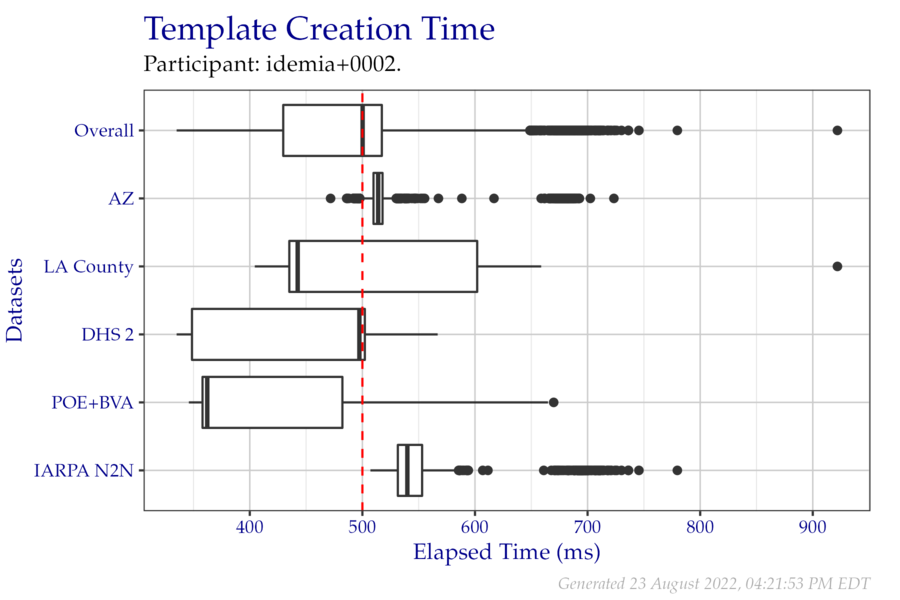 Template Creation Time
Participant: idemia+0002.
Datasets
Overall
AZ
LA County
DHS 2
POE+BVA
IARPA N2N
400 500 600 700 800 900
Elapsed Time (ms)
Generated 23 August 2022, 04:21:53 PM EDT